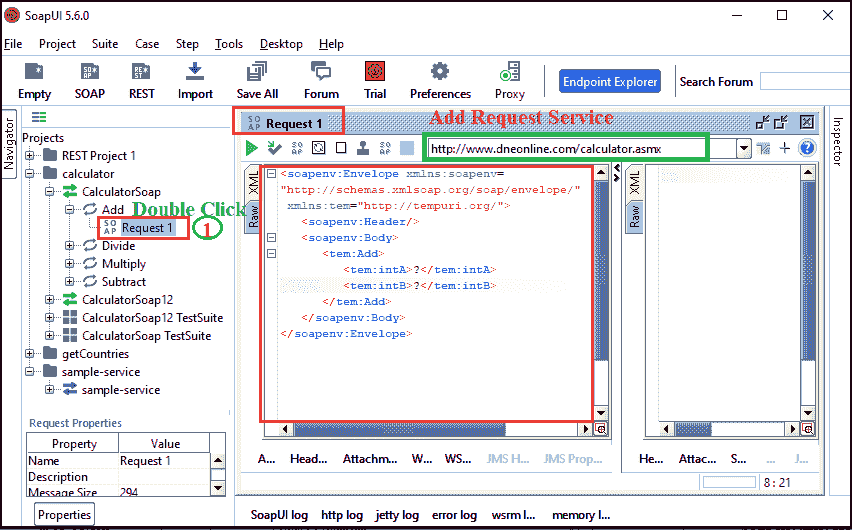 SoapUI 5.6.0
File Project Suite Case Step Tools Desktop Help
Empty SOAP REST Import Save All Forum Trial Preferences Proxy Endpoint Explorer Search Forum
Navigator
Projects
REST Project 1
calculator
CalculatorSoap
Add Double Click
SO AP Request 1 1
Divide
Multiply
Subtract
CalculatorSoap12
CalculatorSoap12 TestSuite
CalculatorSoap TestSuite
getCountries
sample-service
sample-service
Request Properties
Property Value
Name Request 1
Description
Message Size 294
Properties
SO AP Request 1 Add Request Service
http://www.dneonline.com/calculator.asmx
XML
Raw
<soapenv:Envelope xmlns:soapenv=
"http://schemas.xmlsoap.org/soap/envelope/"
xmlns:tem="http://tempuri.org/">
<soapenv:Header/>
<soapenv:Body>
<tem:Add>
<tem:intA>?</tem:intA>
<tem:intB>?</tem:intB>
</tem:Add>
</soapenv:Body>
</soapenv:Envelope>
XML
Raw
A... Head... Attachm... W... WS... JMS H... JMS Prop...
He... Attac... S... ... J...
8 : 21
SoapUI log http log jetty log error log wsrm l... memory l...
Inspector